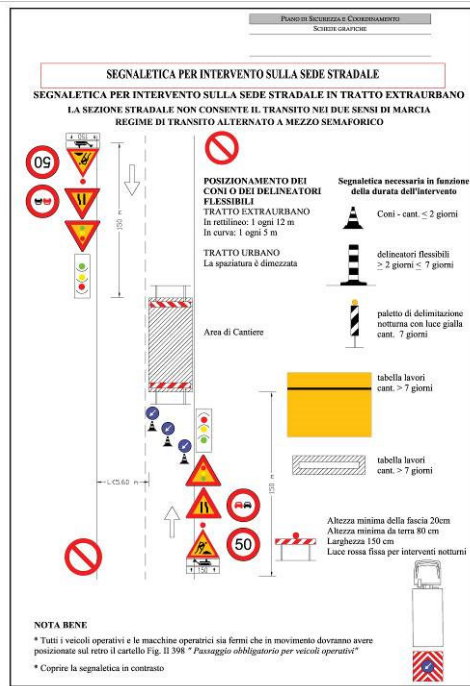 PIANO DI SICUREZZA E COORDINAMENTO
SCHEDE GRAFICHE
SEGNALETICA PER INTERVENTO SULLA SEDE STRADALE
SEGNALETICA PER INTERVENTO SULLA SEDE STRADALE IN TRATTO EXTRAURBANO
LA SEZIONE STRADALE NON CONSENTE IL TRANSITO NEI DUE SENSI DI MARCIA
REGIME DI TRANSITO ALTERNATO A MEZZO SEMAFORICO
150
50
150 m
POSIZIONAMENTO DEI
CONI O DEI DELINEATORI
FLESSIBILI
TRATTO EXTRAURBANO
In rettilineo: 1 ogni 12 m
In curva: 1 ogni 5 m
TRATTO URBANO
La spaziatura è dimezzata
Segnaletica necessaria in funzione
della durata dell'intervento
Coni - cant. ≤ 2 giorni
delineatori flessibili
≥ 2 giorni < 7 giorni
paletto di delimitazione
notturna con luce gialla
cant. 7 giorni
Area di Cantiere
tabella lavori
cant. > 7 giorni
tabella lavori
cant. > 7 giorni
L<5.60 m
150 m
50
150
Altezza minima della fascia 20cm
Altezza minima da terra 80 cm
Larghezza 150 cm
Luce rossa fissa per interventi notturni
NOTA BENE
* Tutti i veicoli operativi e le macchine operatrici sia fermi che in movimento dovranno avere
posizionate sul retro il cartello Fig. II 398 " Passaggio obbligatorio per veicoli operativi"
* Coprire la segnaletica in contrasto